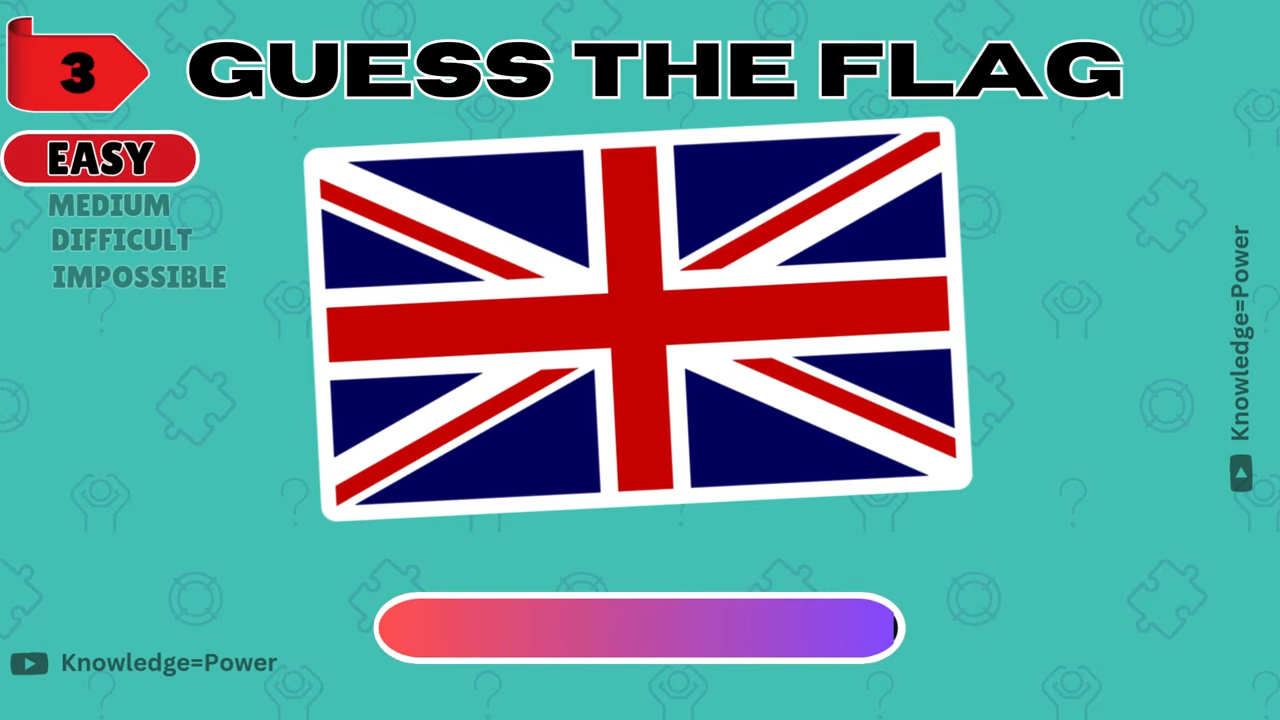 3
GUESS THE FLAG
EASY
MEDIUM
DIFFICULT
IMPOSSIBLE
Knowledge=Power
Knowledge=Power